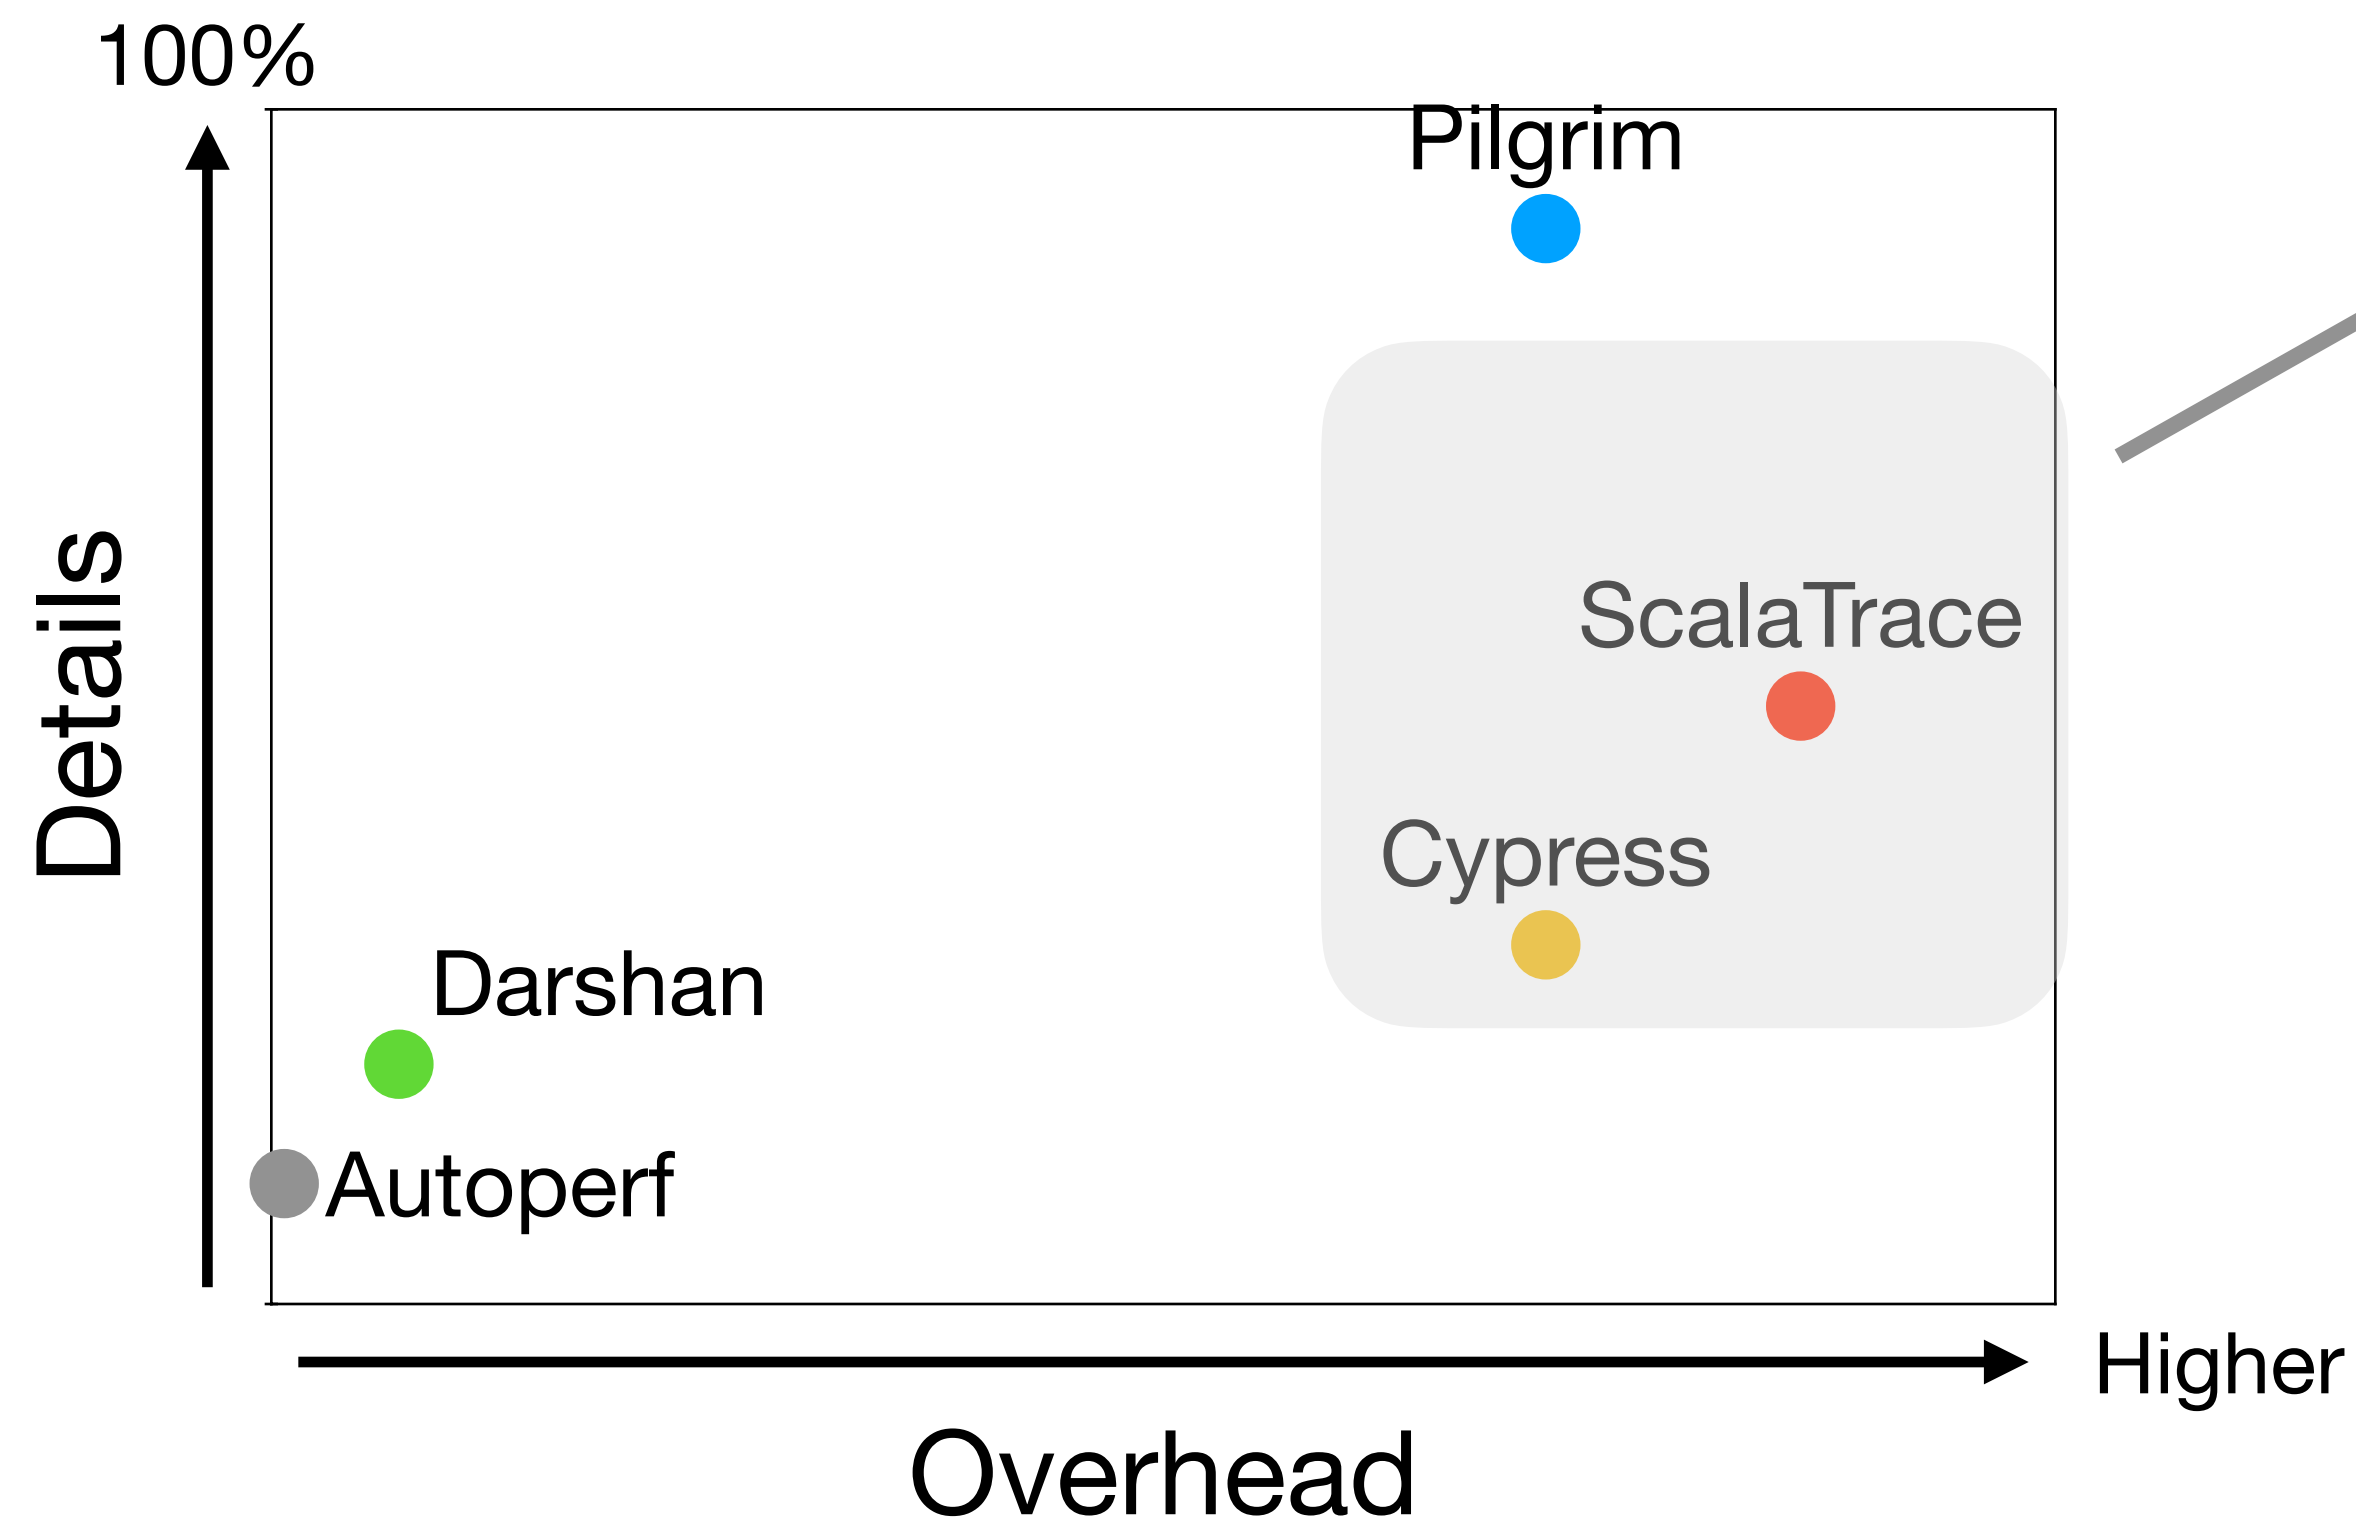 100%
Pilgrim
Details
ScalaTrace
Cypress
Darshan
Autoperf
Higher
Overhead